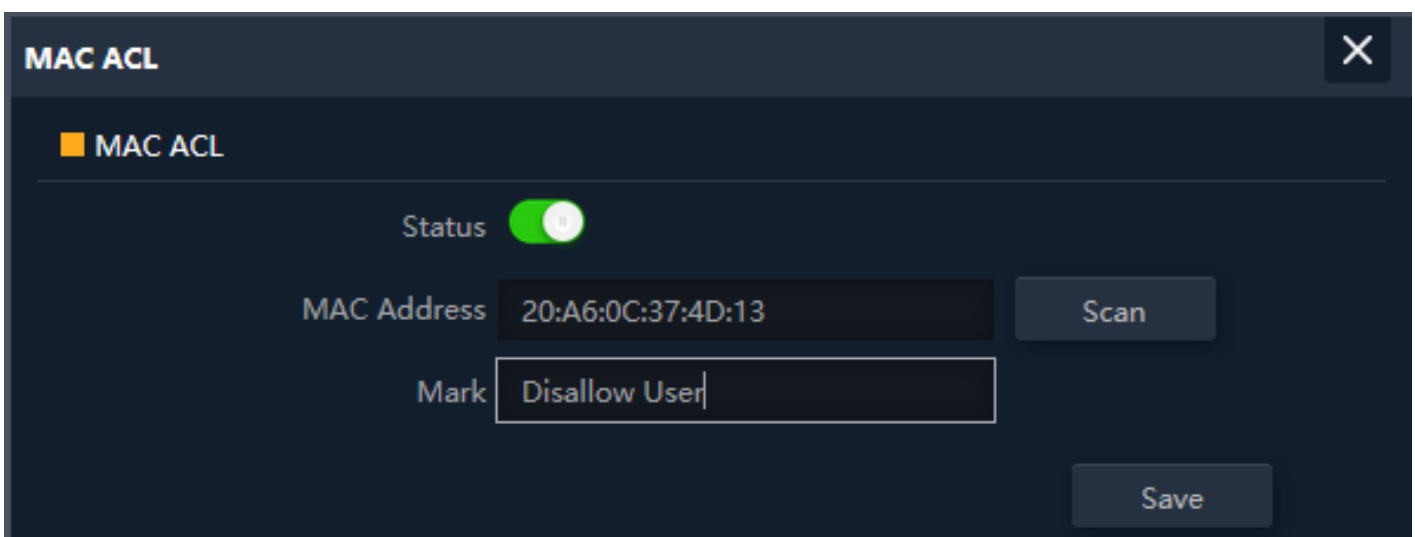 MAC ACL
MAC ACL
Status
MAC Address 20:A6:0C:37:4D:13 Scan
Mark Disallow User
Save